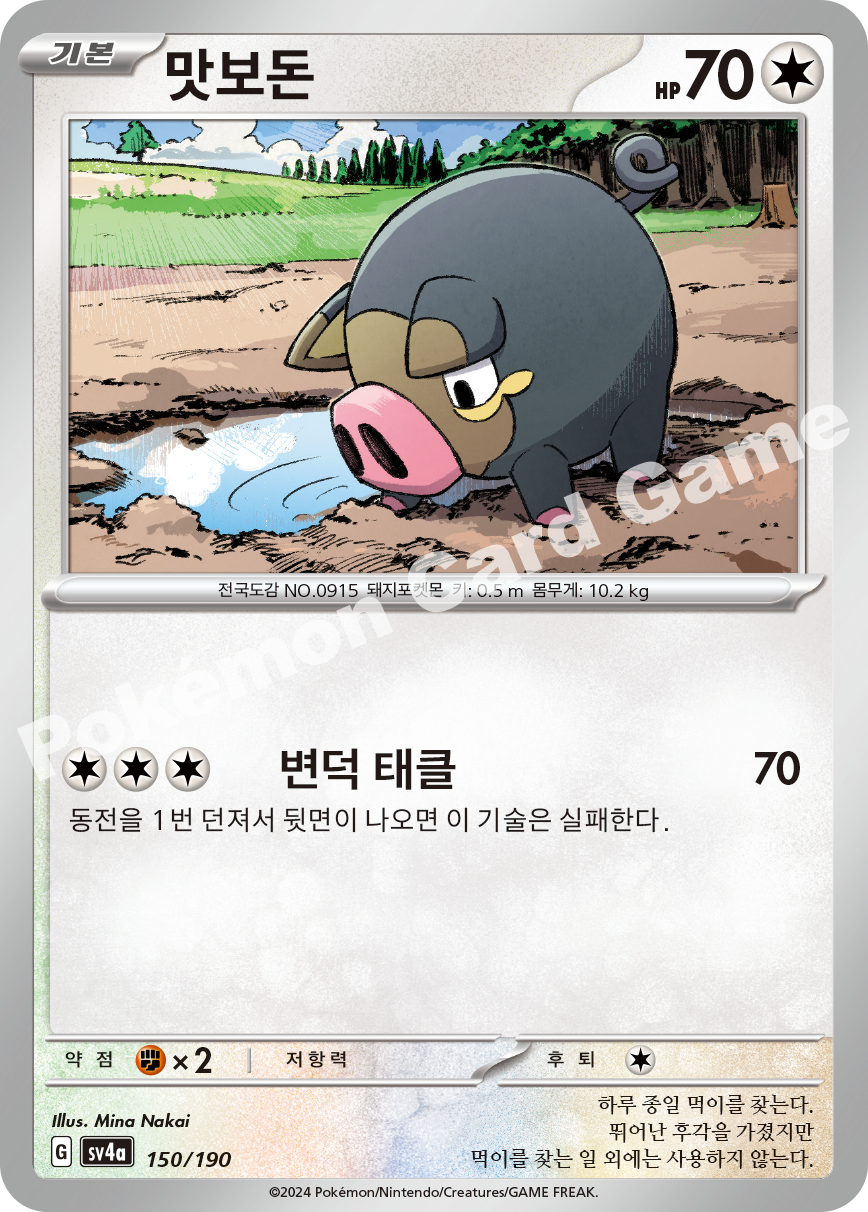 기본 맛보돈 HP 70
전국도감 NO.0915 돼지포켓몬 키: 0.5 m 몸무게: 10.2 kg
Pokémon Card Game
변덕 태클 70
동전을 1번 던져서 뒷면이 나오면 이 기술은 실패한다.
약점 ×2 저항력 후퇴
Illus. Mina Nakai
G sv4a 150/190
하루 종일 먹이를 찾는다.
뛰어난 후각을 가졌지만
먹이를 찾는 일 외에는 사용하지 않는다.
©2024 Pokémon/Nintendo/Creatures/GAME FREAK.